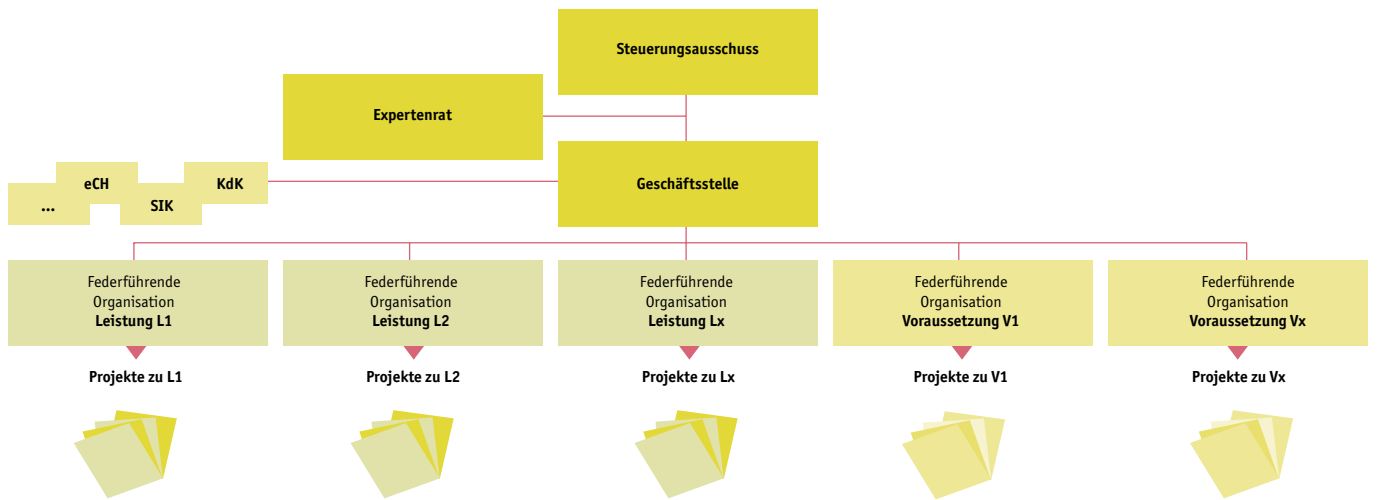 Steuerungsausschuss
Expertenrat
eCH
KdK
...
SIK
Geschäftsstelle
Federführende
Organisation
Leistung L1
Federführende
Organisation
Leistung L2
Federführende
Organisation
Leistung Lx
Federführende
Organisation
Voraussetzung V1
Federführende
Organisation
Voraussetzung Vx
Projekte zu L1
Projekte zu L2
Projekte zu Lx
Projekte zu V1
Projekte zu Vx